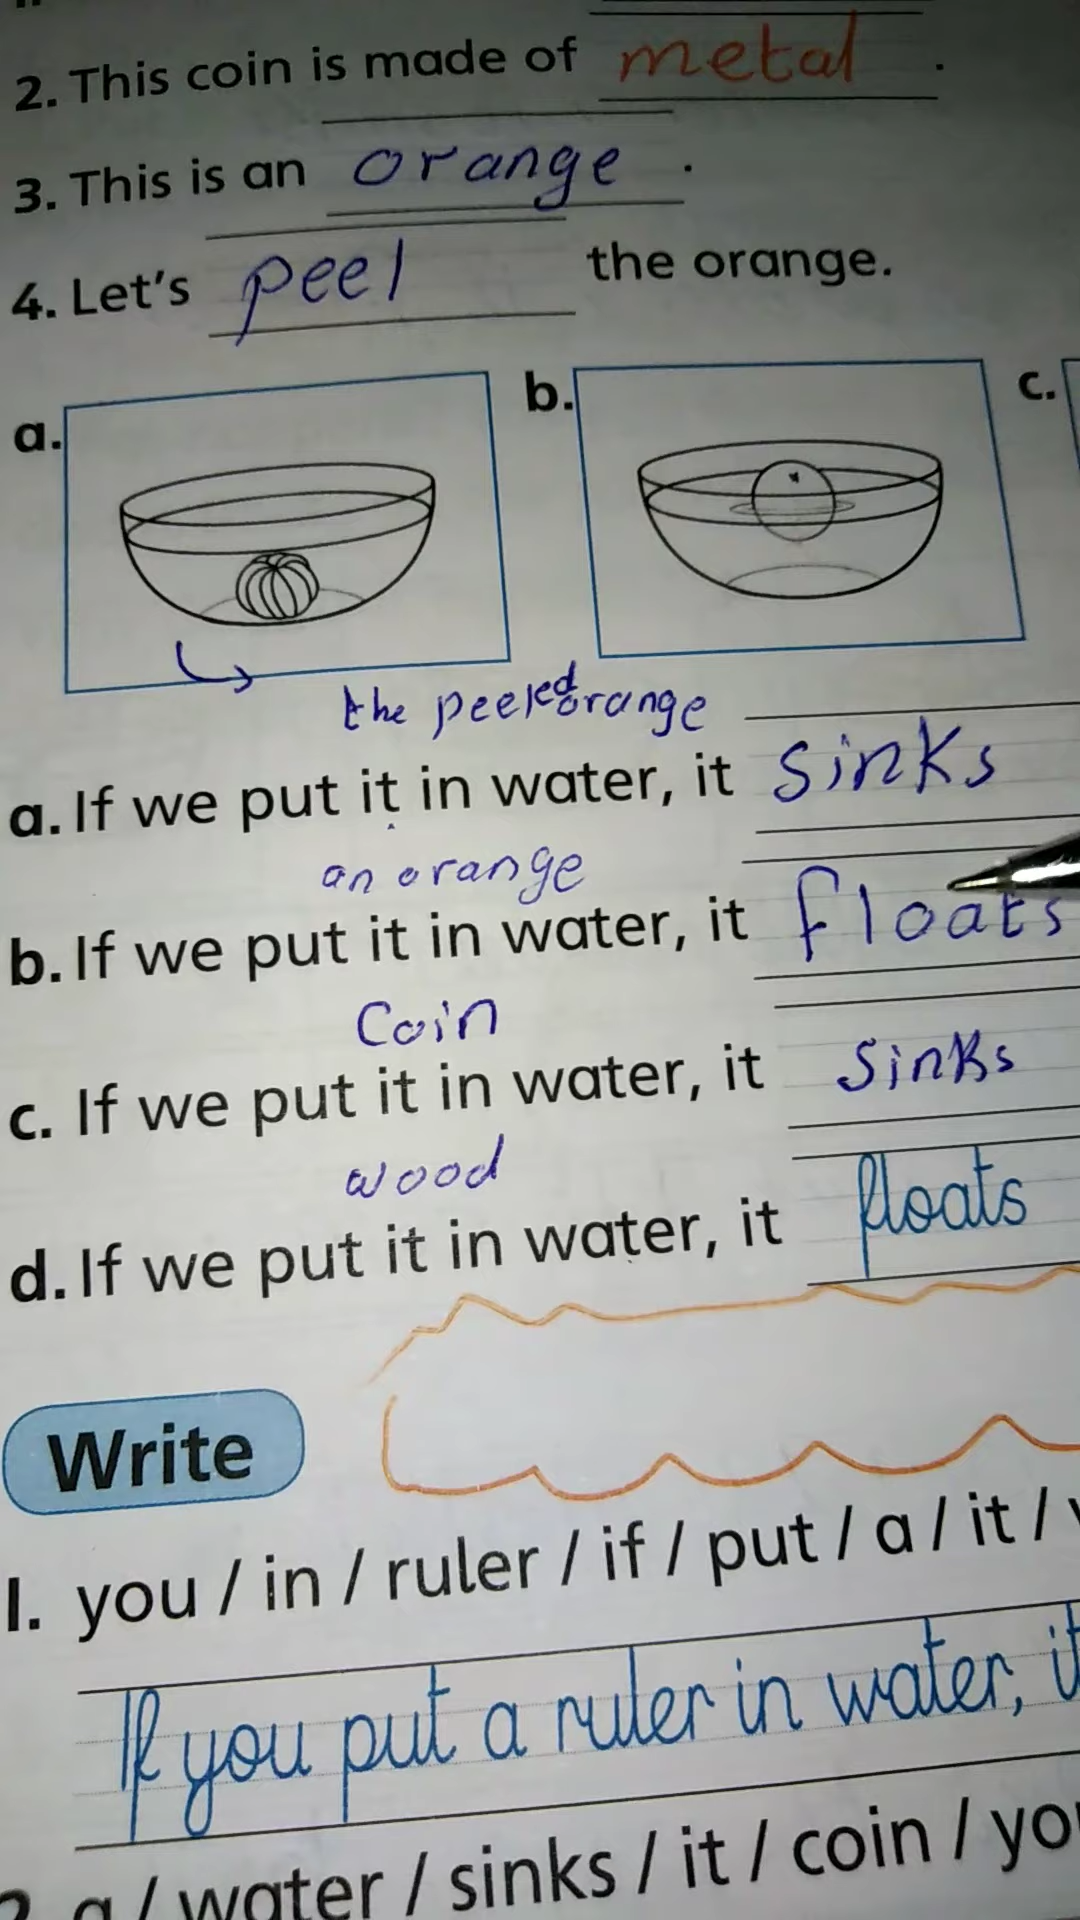 2. This coin is made of metal.
3. This is an orange.
4. Let's peel the orange.
a. b. c.
the peeled orange
a. If we put it in water, it sinks
an orange
b. If we put it in water, it floats
Coin
c. If we put it in water, it sinks
wood
d. If we put it in water, it floats
Write
1. you / in / ruler / if / put / a / it /
If you put a ruler in water, it
a / water / sinks / it / coin / yo